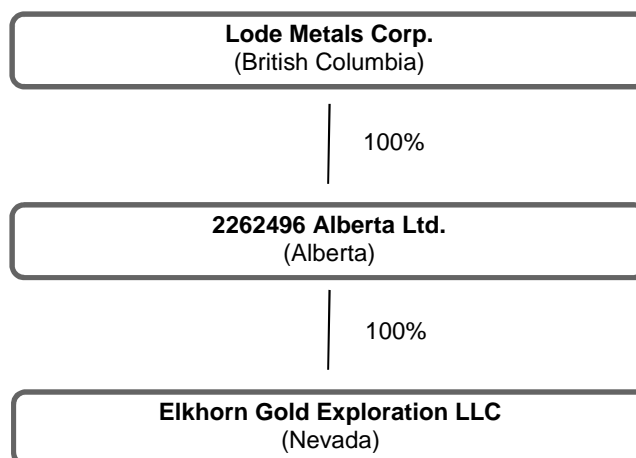 Lode Metals Corp.
(British Columbia)
100%
2262496 Alberta Ltd.
(Alberta)
100%
Elkhorn Gold Exploration LLC
(Nevada)